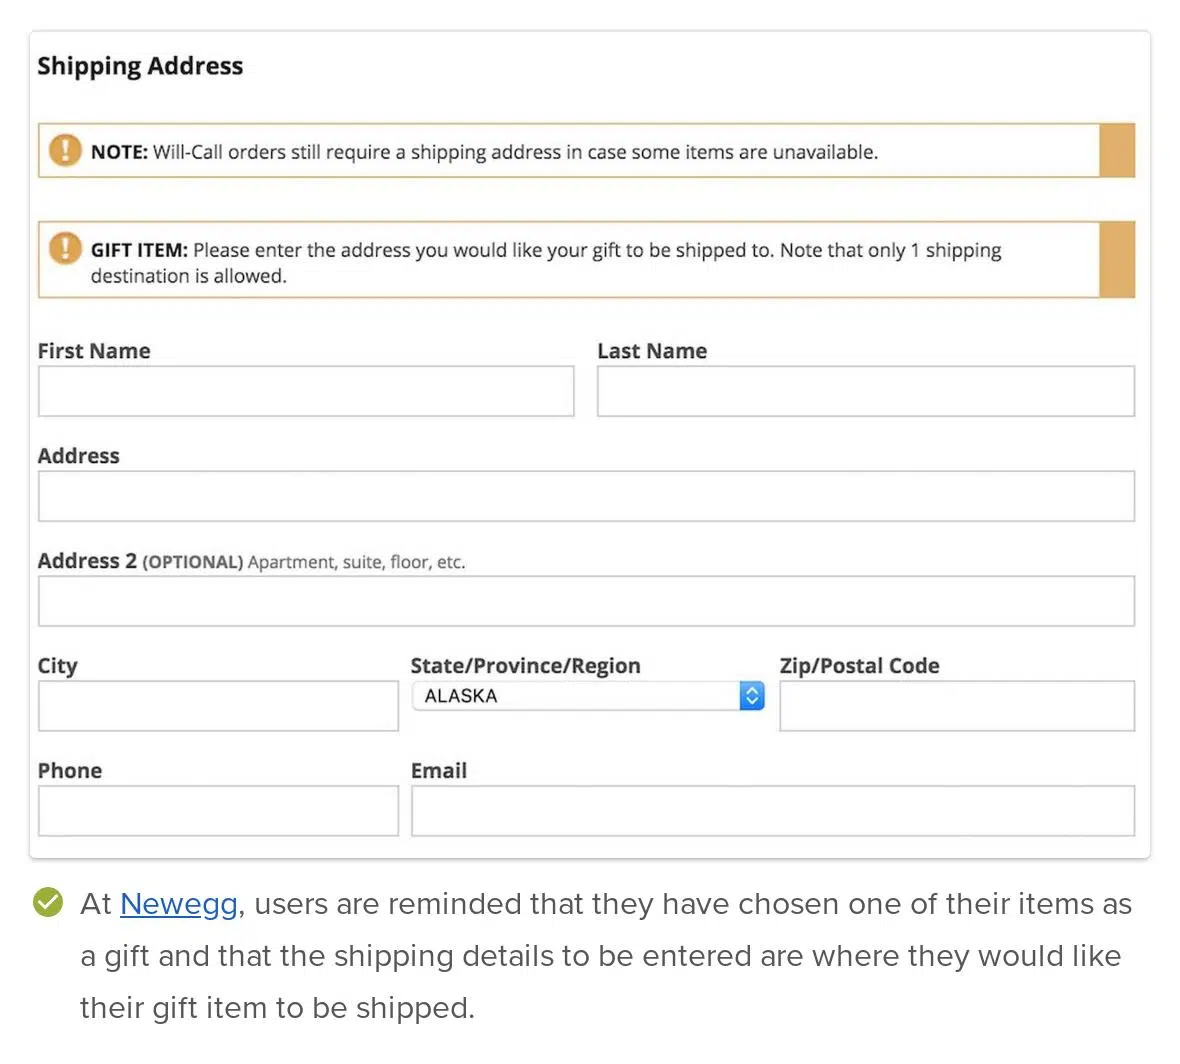 Shipping Address
NOTE: Will-Call orders still require a shipping address in case some items are unavailable.
GIFT ITEM: Please enter the address you would like your gift to be shipped to. Note that only 1 shipping
destination is allowed.
First Name
Last Name
Address
Address 2 (OPTIONAL) Apartment, suite, floor, etc.
City
State/Province/Region
Zip/Postal Code
ALASKA
Phone
Email
At Newegg, users are reminded that they have chosen one of their items as
a gift and that the shipping details to be entered are where they would like
their gift item to be shipped.